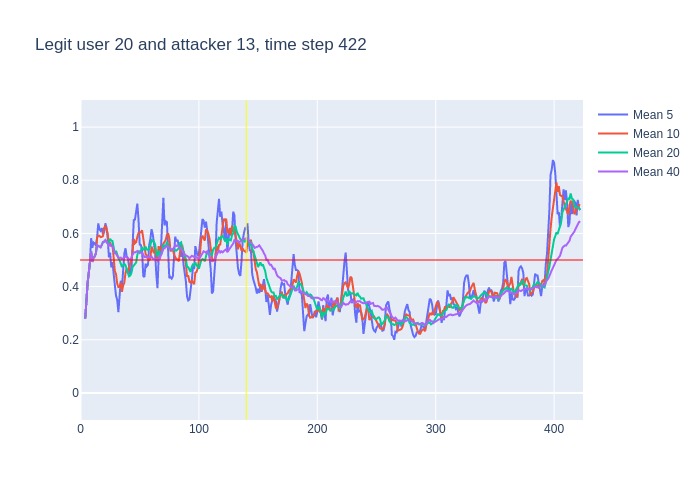 Legit user 20 and attacker 13, time step 422
Mean 5
Mean 10
Mean 20
Mean 40
1
0.8
0.6
0.4
0.2
0
0 100 200 300 400